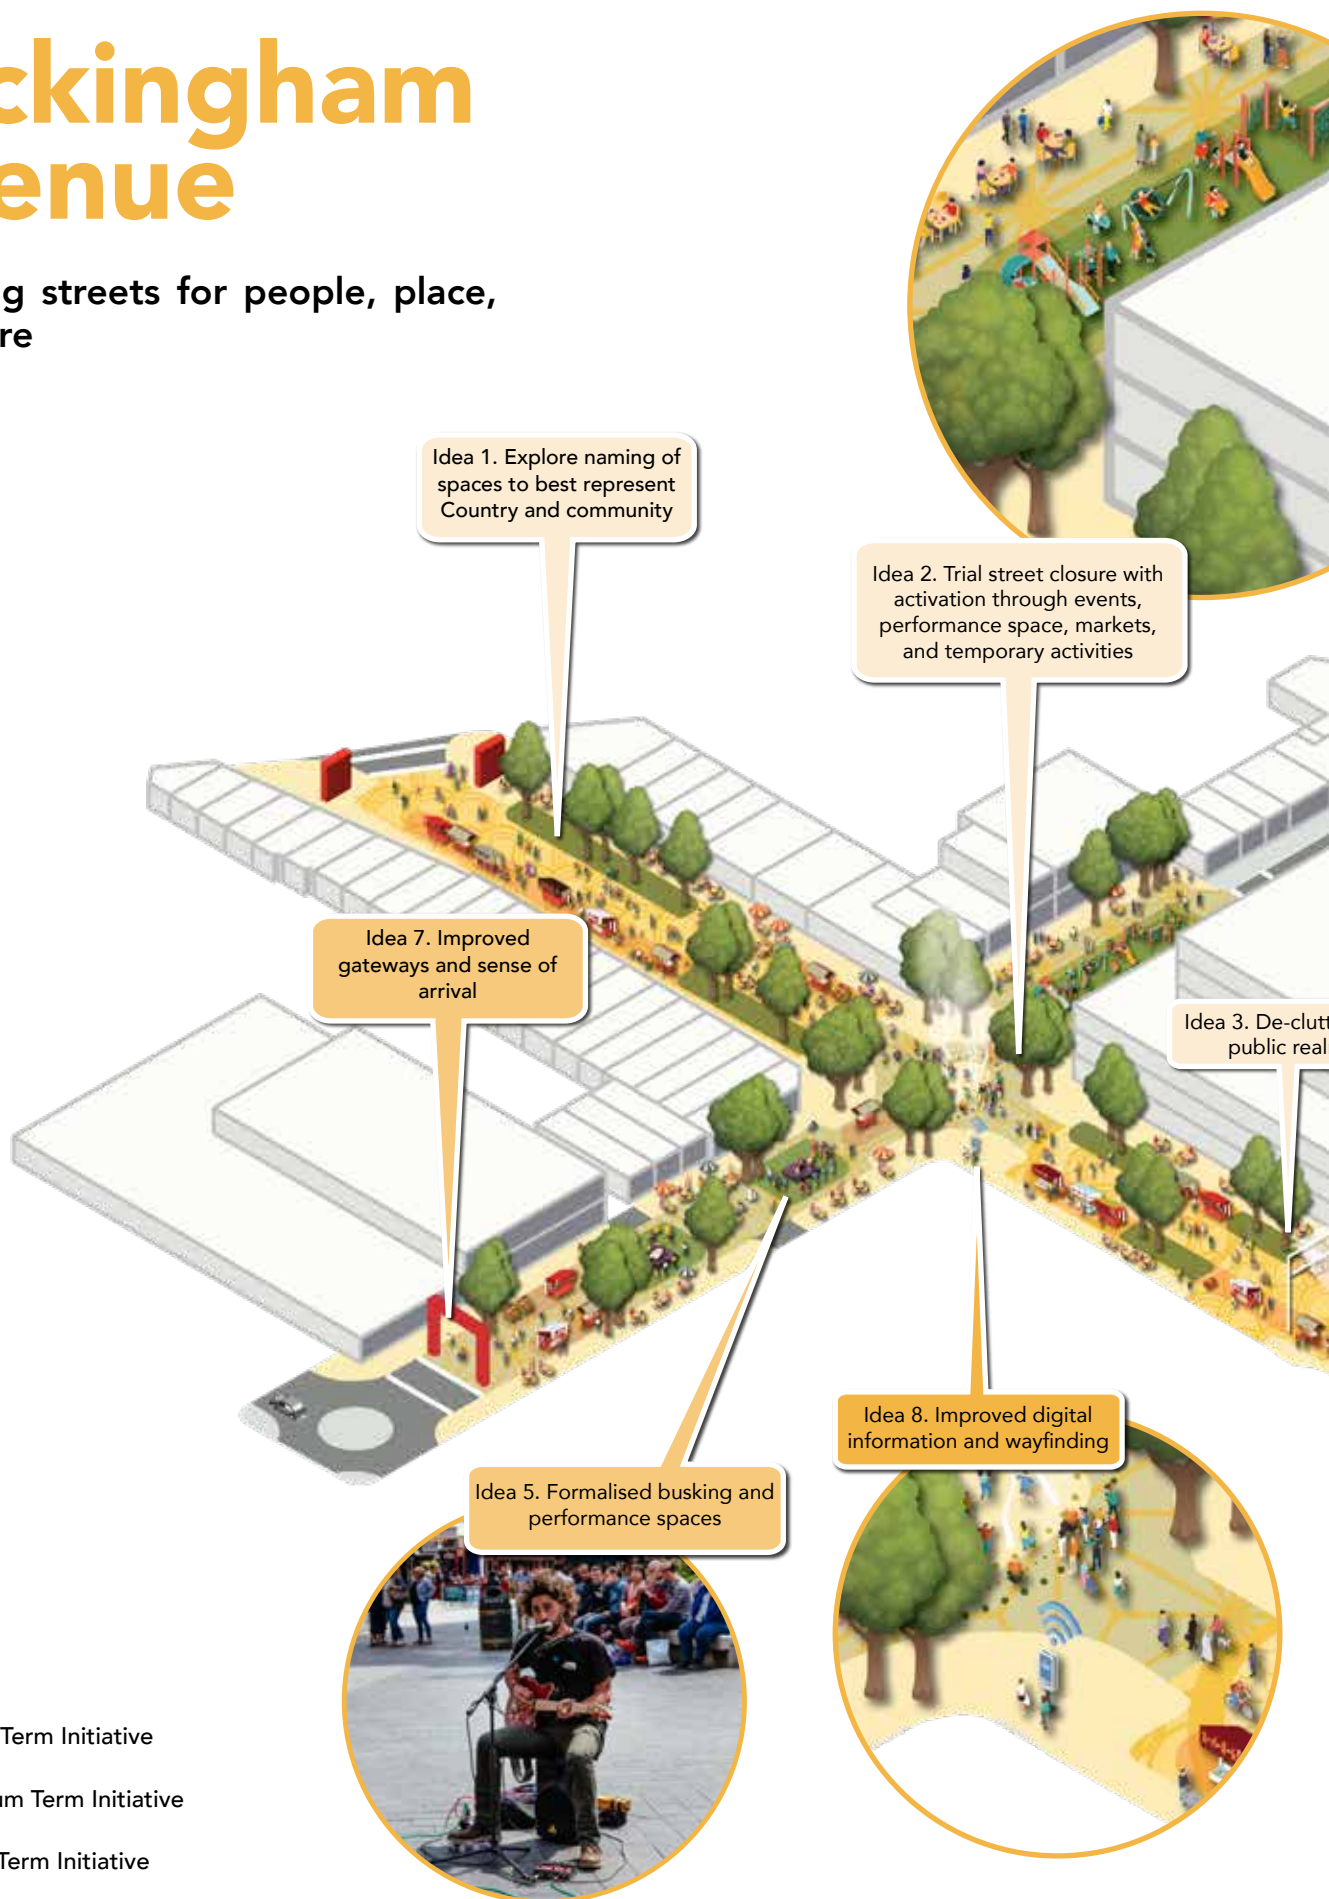 ckingham
enue
g streets for people, place,
re
Idea 1. Explore naming of
spaces to best represent
Country and community
Idea 2. Trial street closure with
activation through events,
performance space, markets,
and temporary activities
Idea 7. Improved
gateways and sense of
arrival
Idea 3. De-clutt
public real
Idea 8. Improved digital
information and wayfinding
Idea 5. Formalised busking and
performance spaces
Term Initiative
um Term Initiative
Term Initiative